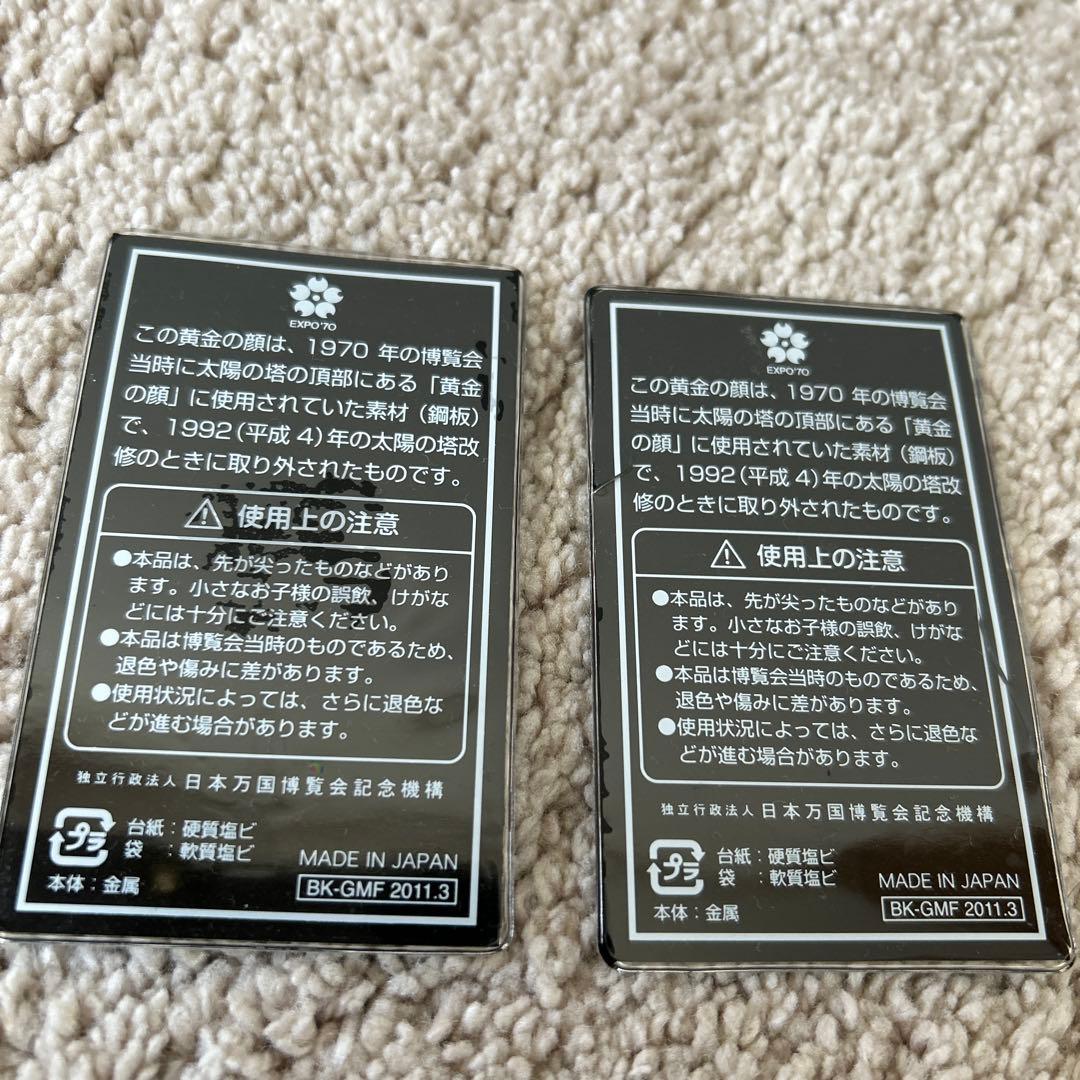 EXPO'70
この黄金の顔は、1970 年の博覧会
当時に太陽の塔の頂部にある「黄金
の顔」に使用されていた素材（鋼板）
で、1992(平成 4)年の太陽の塔改
修のときに取り外されたものです。
⚠ 使用上の注意
●本品は、先が尖ったものなどがあり
ます。小さなお子様の誤飲、けがな
どには十分にご注意ください。
●本品は博覧会当時のものであるため、
退色や傷みに差があります。
●使用状況によっては、さらに退色な
どが進む場合があります。
独立行政法人 日本万国博覧会記念機構
プラ
台紙：硬質塩ビ
袋 ：軟質塩ビ
本体：金属
MADE IN JAPAN
BK-GMF 2011.3
EXPO'70
この黄金の顔は、1970 年の博覧会
当時に太陽の塔の頂部にある「黄金
の顔」に使用されていた素材（鋼板）
で、1992(平成 4)年の太陽の塔改
修のときに取り外されたものです。
⚠ 使用上の注意
●本品は、先が尖ったものなどがあり
ます。小さなお子様の誤飲、けがな
どには十分にご注意ください。
●本品は博覧会当時のものであるため、
退色や傷みに差があります。
●使用状況によっては、さらに退色な
どが進む場合があります。
独立行政法人 日本万国博覧会記念機構
プラ
台紙：硬質塩ビ
袋 ：軟質塩ビ
本体：金属
MADE IN JAPAN
BK-GMF 2011.3